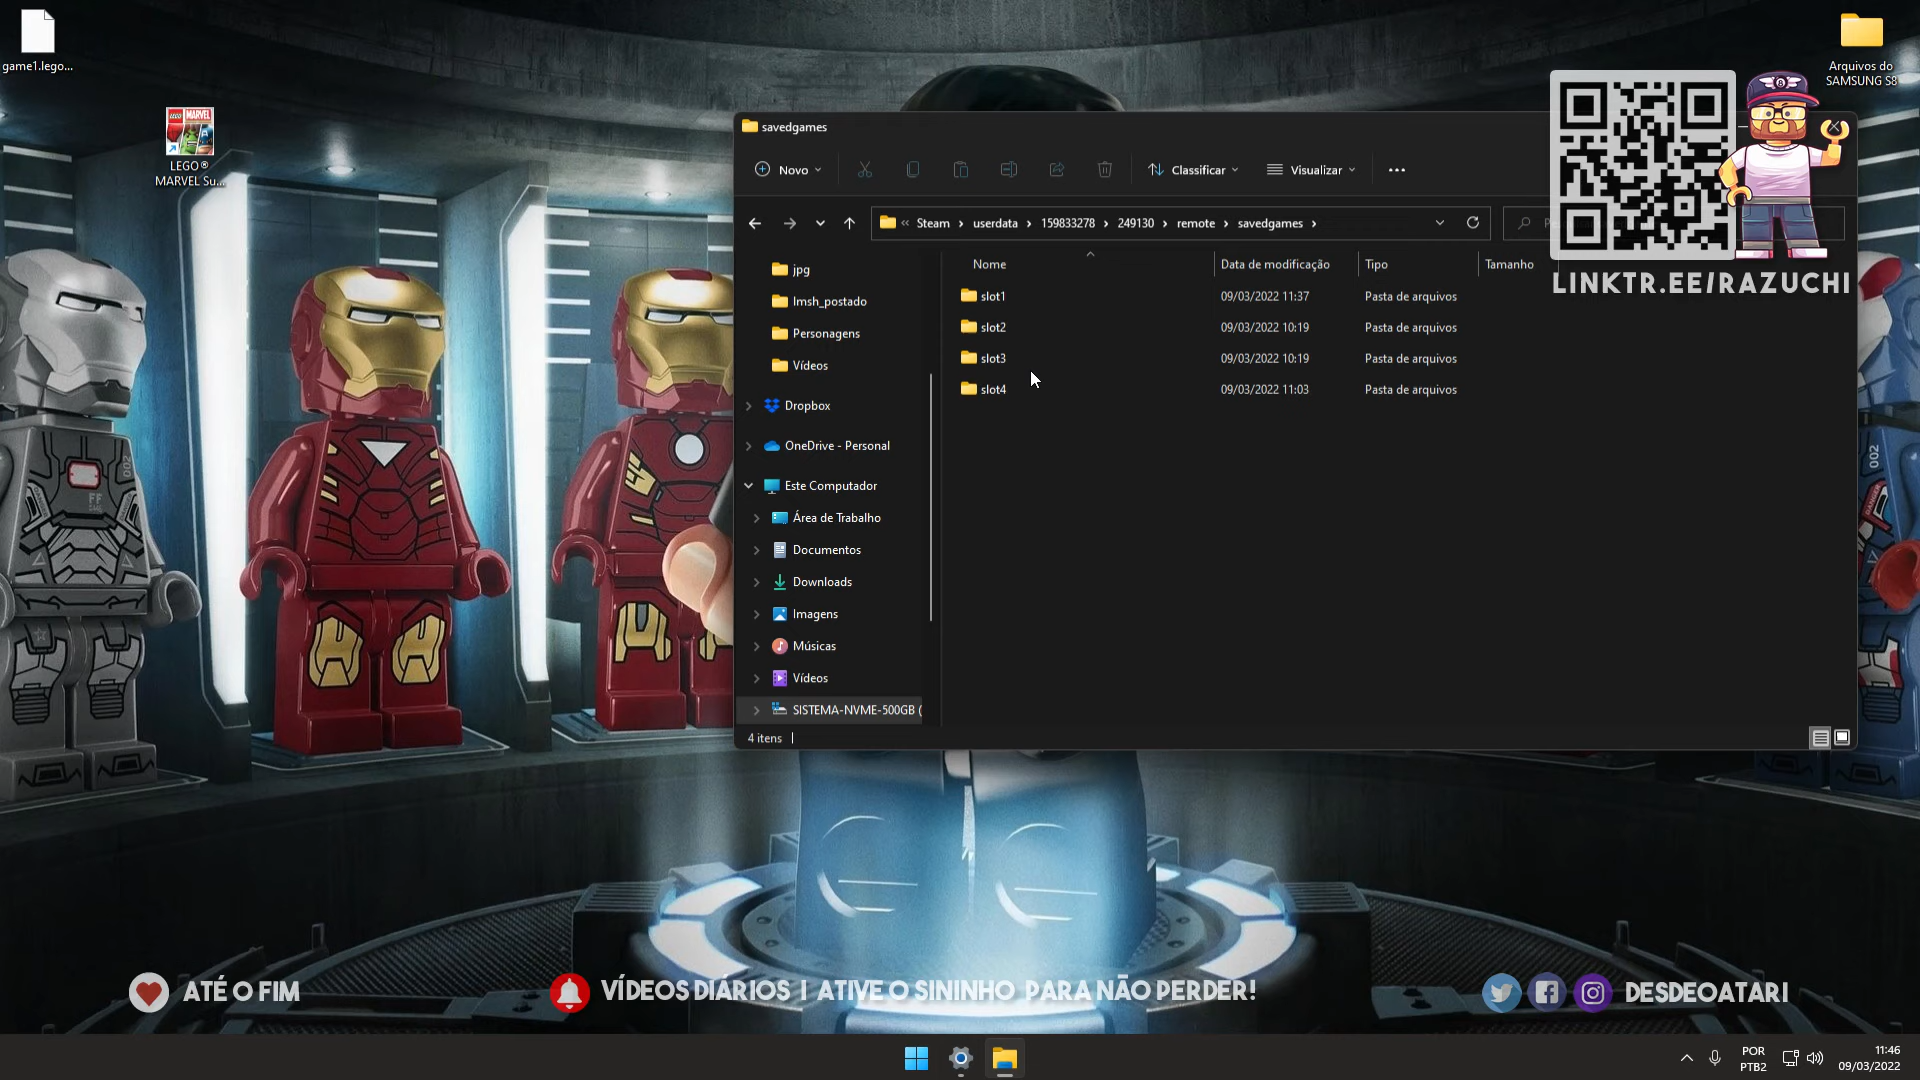 game1.lego...
LEGO MARVEL
LEGO®
MARVEL Su...
Arquivos do
SAMSUNG S8
LINKTR.EE/RAZUCHI
savedgames
Novo
Classificar
Visualizar
« Steam > userdata > 159833278 > 249130 > remote > savedgames >
Nome
Data de modificação
Tipo
Tamanho
slot1 09/03/2022 11:37 Pasta de arquivos
slot2 09/03/2022 10:19 Pasta de arquivos
slot3 09/03/2022 10:19 Pasta de arquivos
slot4 09/03/2022 11:03 Pasta de arquivos
jpg
lmsh_postado
Personagens
Vídeos
Dropbox
OneDrive - Personal
Este Computador
Área de Trabalho
Documentos
Downloads
Imagens
Músicas
Vídeos
SISTEMA-NVME-500GB (
4 itens
002
002
ATÉ O FIM
VÍDEOS DIÁRIOS | ATIVE O SININHO PARA NÃO PERDER!
DESDEOATARI
POR
PTB2
11:46
09/03/2022